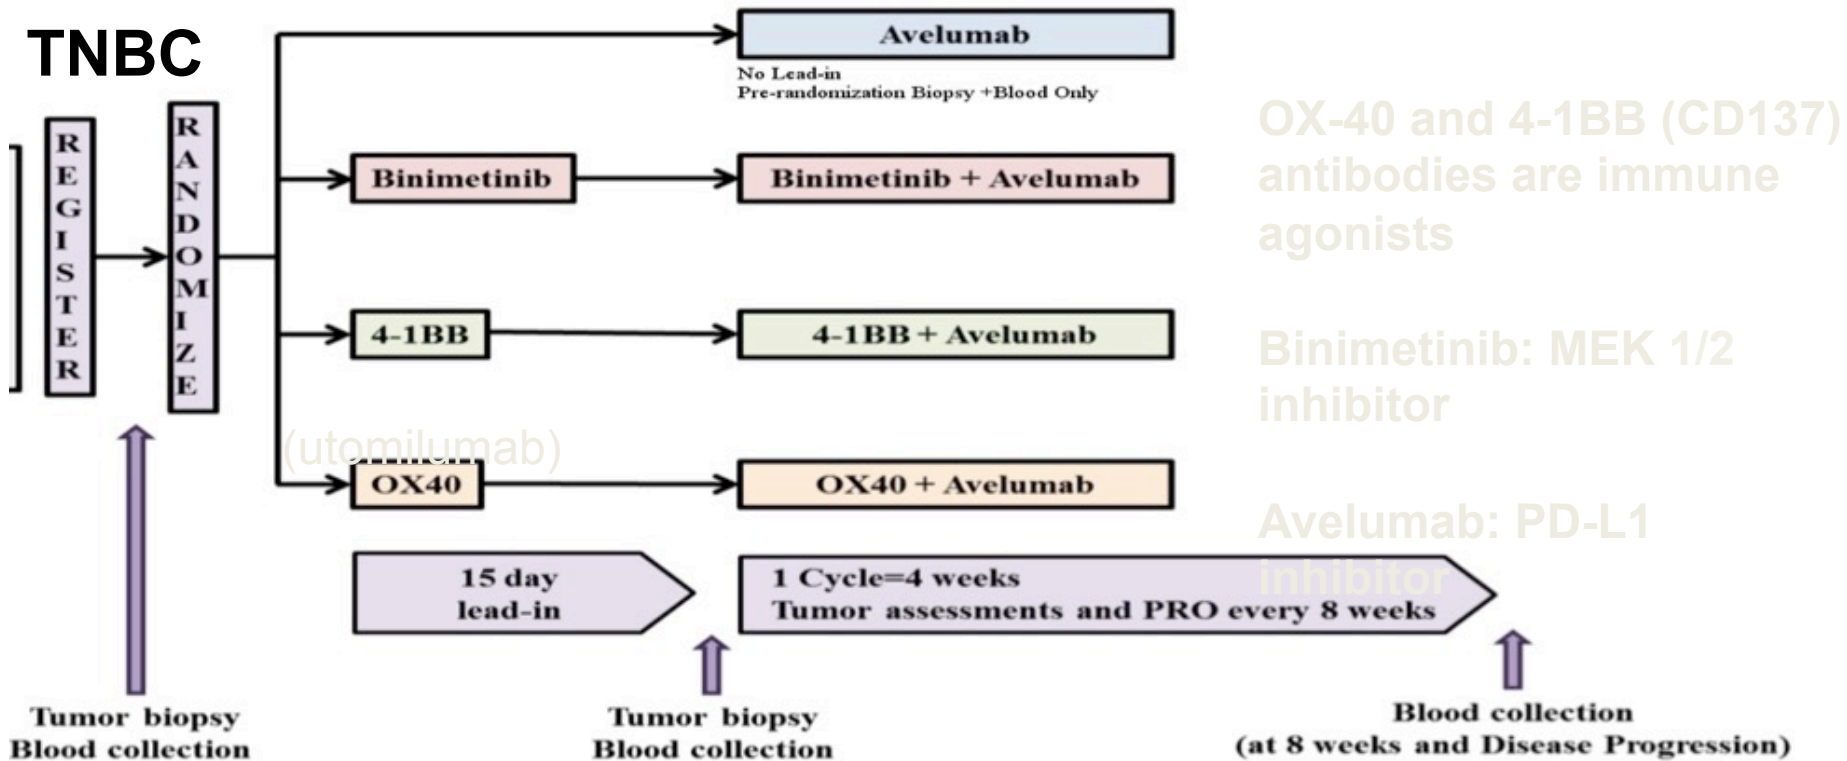 TNBC
REGISTER
RANDOMIZE
Avelumab
No Lead-in
Pre-randomization Biopsy +Blood Only
Binimetinib
Binimetinib + Avelumab
4-1BB
4-1BB + Avelumab
(utomilumab)
OX40
OX40 + Avelumab
15 day
lead-in
1 Cycle=4 weeks
Tumor assessments and PRO every 8 weeks
Tumor biopsy
Blood collection
Tumor biopsy
Blood collection
Blood collection
(at 8 weeks and Disease Progression)
OX-40 and 4-1BB (CD137)
antibodies are immune
agonists
Binimetinib: MEK 1/2
inhibitor
Avelumab: PD-L1
inhibitor